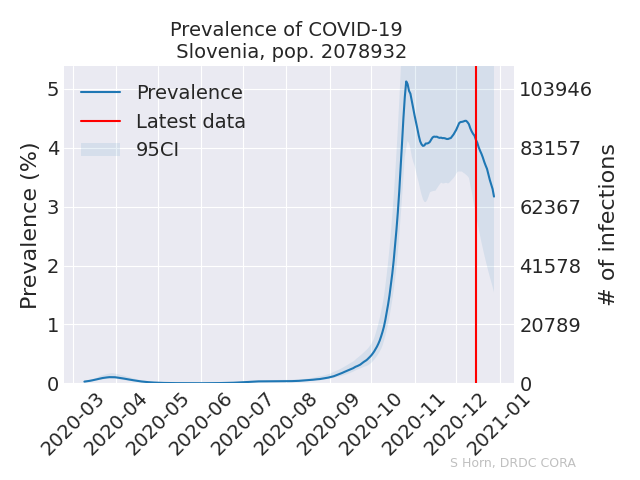 Prevalence of COVID-19
Slovenia, pop. 2078932
Prevalence
Latest data
95CI
Prevalence (%)
5
4
3
2
1
0
103946
83157
62367
41578
20789
0
# of infections
2020-03
2020-04
2020-05
2020-06
2020-07
2020-08
2020-09
2020-10
2020-11
2020-12
2021-01
S Horn, DRDC CORA